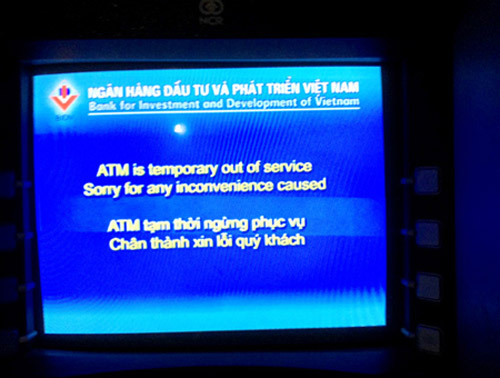 NCR
NGÂN HÀNG ĐẦU TƯ VÀ PHÁT TRIỂN VIỆT NAM
Bank for Investment and Development of Vietnam
ATM is temporary out of service
Sorry for any inconvenience caused
ATM tạm thời ngừng phục vụ
Chân thành xin lỗi quý khách